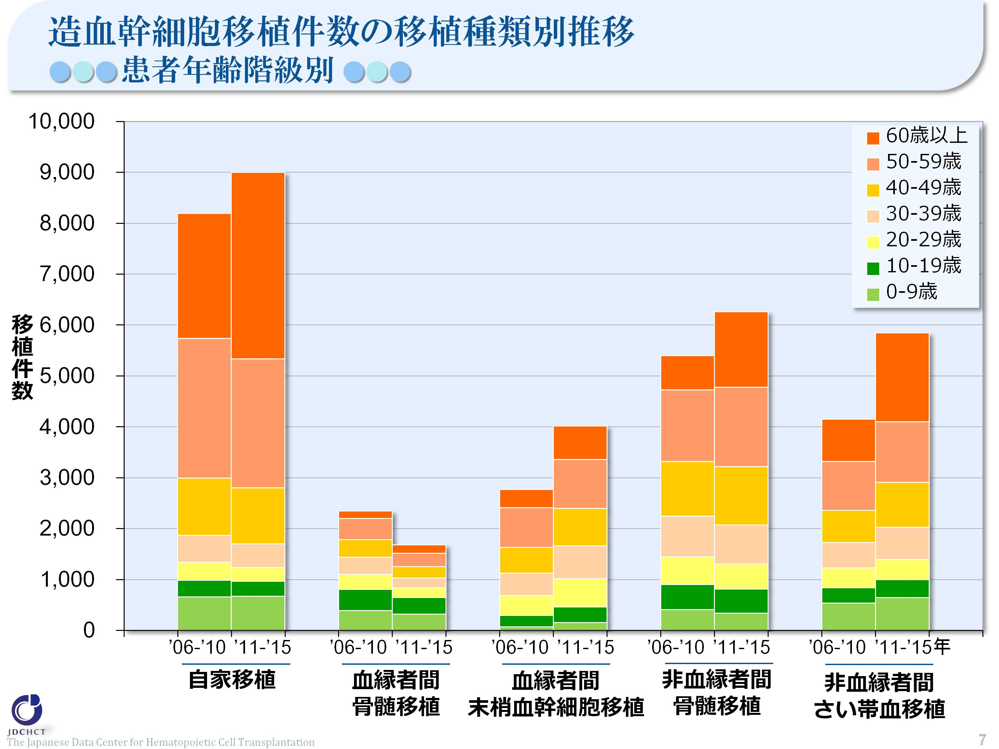 造血幹細胞移植件数の移植種類別推移
患者年齢階級別
10,000
9,000
8,000
7,000
6,000
5,000
4,000
3,000
2,000
1,000
0
移植件数
60歳以上
50-59歳
40-49歳
30-39歳
20-29歳
10-19歳
0-9歳
’06-’10 ’11-’15 ’06-’10 ’11-’15 ’06-’10 ’11-’15 ’06-’10 ’11-’15 ’06-’10 ’11-’15年
自家移植
血縁者間
骨髄移植
血縁者間
末梢血幹細胞移植
非血縁者間
骨髄移植
非血縁者間
さい帯血移植
JDCHCT
The Japanese Data Center for Hematopoietic Cell Transplantation
7